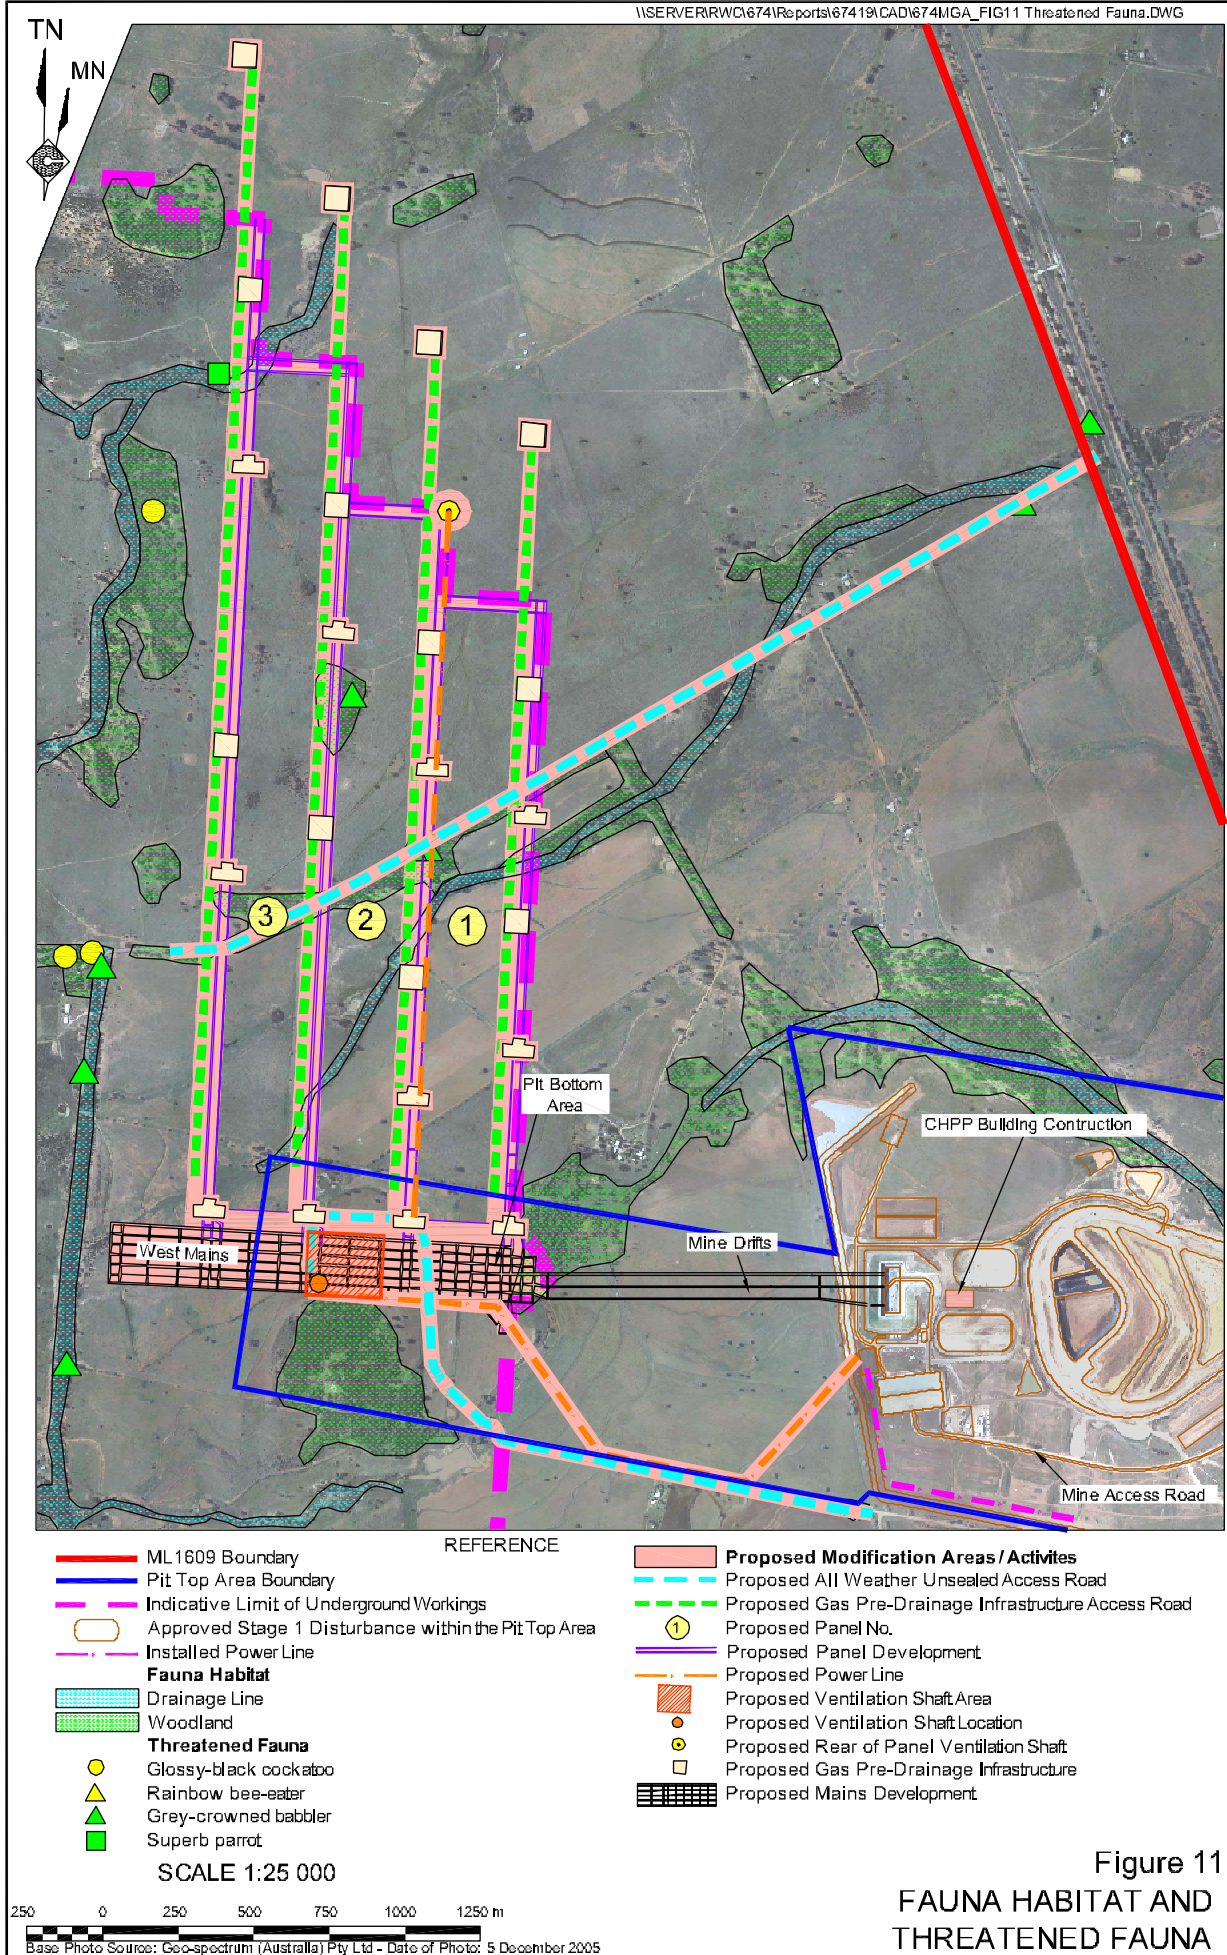 \\SERVER\RWC\674\Reports\67419\CAD\674MGA_FIG11 Threatened Fauna.DWG
TN
MN
3
2
1
Pit Bottom
Area
CHPP Building Contruction
West Mains
Mine Drifts
Mine Access Road
REFERENCE
ML1609 Boundary
Pit Top Area Boundary
Indicative Limit of Underground Workings
Approved Stage 1 Disturbance within the Pit Top Area
Installed Power Line
Fauna Habitat
Drainage Line
Woodland
Threatened Fauna
Glossy-black cockatoo
Rainbow bee-eater
Grey-crowned babbler
Superb parrot
Proposed Modification Areas / Activites
Proposed All Weather Unsealed Access Road
Proposed Gas Pre-Drainage Infrastructure Access Road
1 Proposed Panel No.
Proposed Panel Development
Proposed Power Line
Proposed Ventilation Shaft Area
Proposed Ventilation Shaft Location
Proposed Rear of Panel Ventilation Shaft
Proposed Gas Pre-Drainage Infrastructure
Proposed Mains Development
SCALE 1:25 000
250 0 250 500 750 1000 1250 m
Base Photo Source: Geo-spectrum (Australia) Pty Ltd - Date of Photo: 5 December 2005
Figure 11
FAUNA HABITAT AND
THREATENED FAUNA